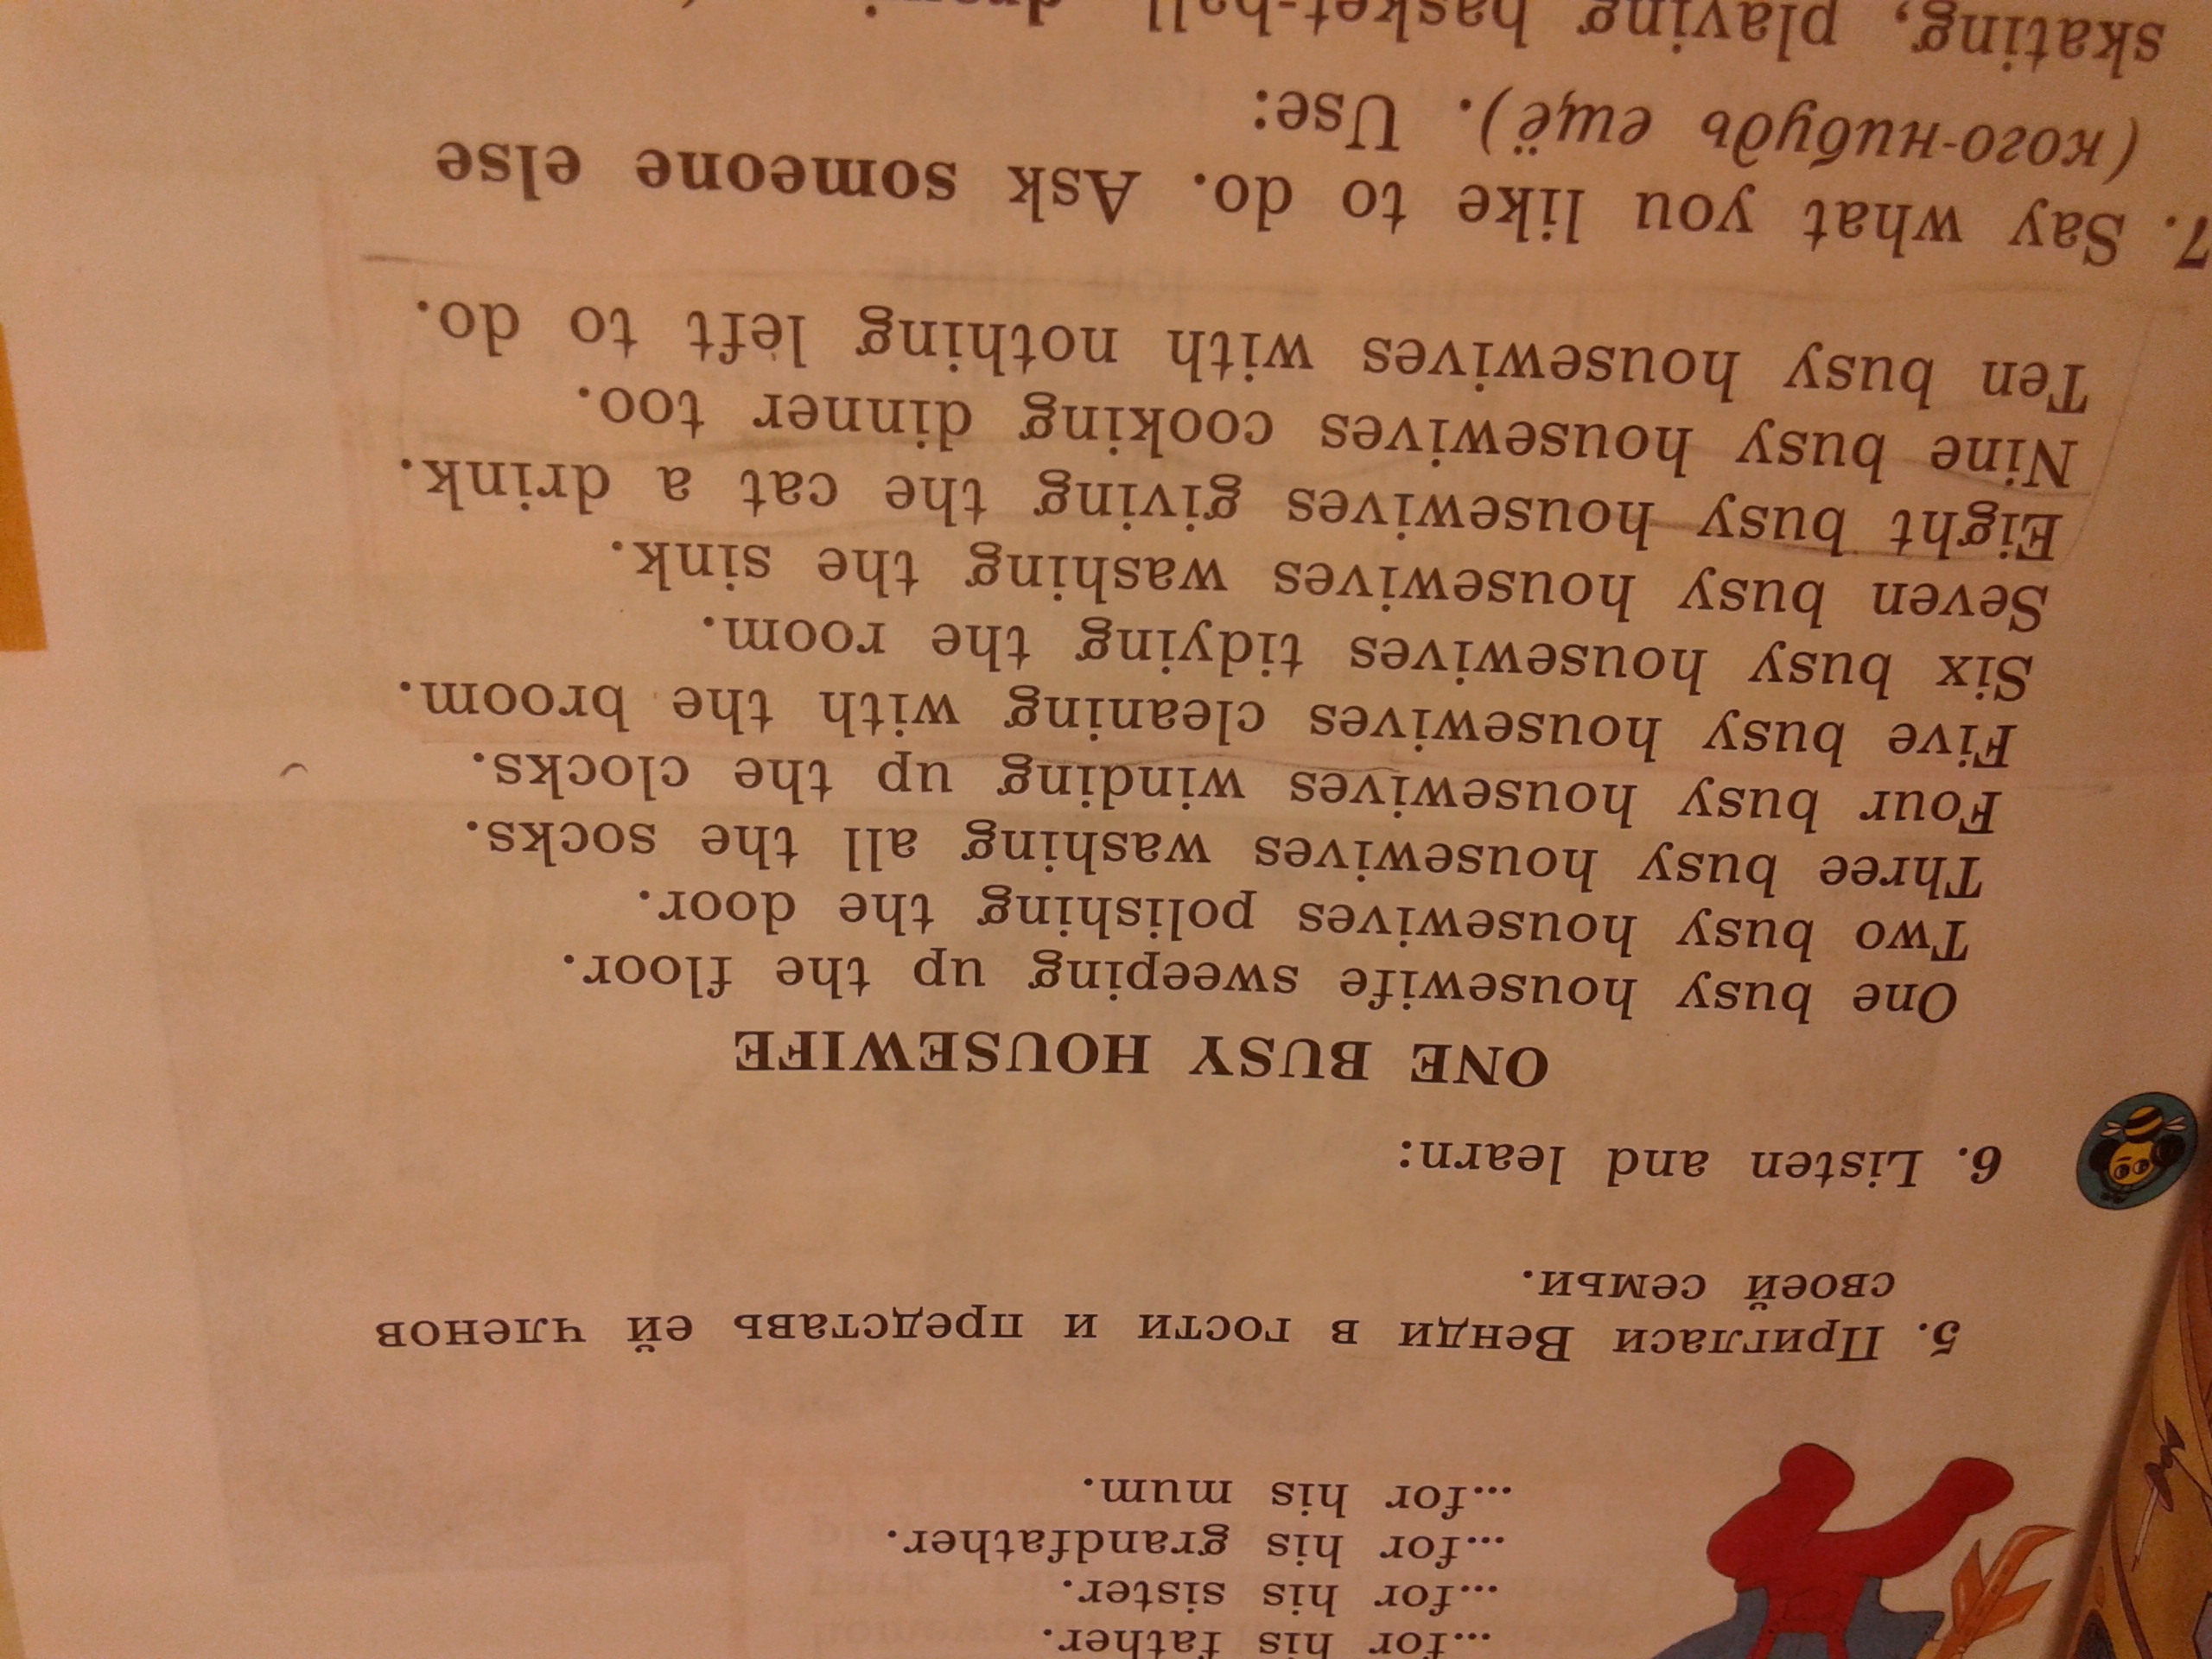 ...for his father.
...for his sister.
...for his grandfather.
...for his mum.
5. Пригласи Венди в гости и представь ей членов
своей семьи.
6. Listen and learn:
ONE BUSY HOUSEWIFE
One busy housewife sweeping up the floor.
Two busy housewives polishing the door.
Three busy housewives washing all the socks.
Four busy housewives winding up the clocks.
Five busy housewives cleaning with the broom.
Six busy housewives tidying the room.
Seven busy housewives washing the sink.
Eight busy housewives giving the cat a drink.
Nine busy housewives cooking dinner too.
Ten busy housewives with nothing left to do.
7. Say what you like to do. Ask someone else
(кого-нибудь ещё). Use:
skating, playing basket-ball,